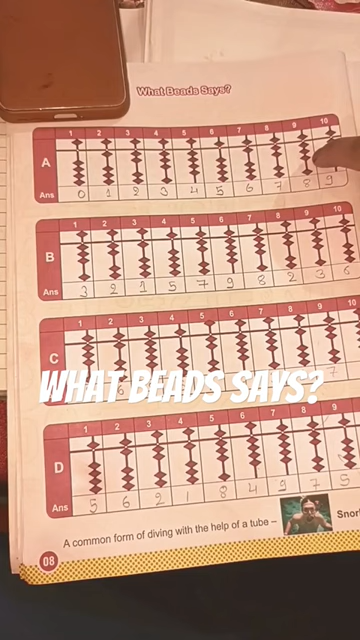 What Beads Says?
1 2 3 4 5 6 7 8 9 10
A
Ans 0 1 2 3 4 5 6 7 8 9
1 2 3 4 5 6 7 8 9 10
B
Ans 3 2 1 5 7 9 8 2 3 6
1 2 3 4 5 6 7 8 9 10
C
WHAT BEADS SAYS?
1 2 3 4 5 6 7 8 9 10
D
Ans 5 6 2 1 8 4 9 7 5
A common form of diving with the help of a tube –
08